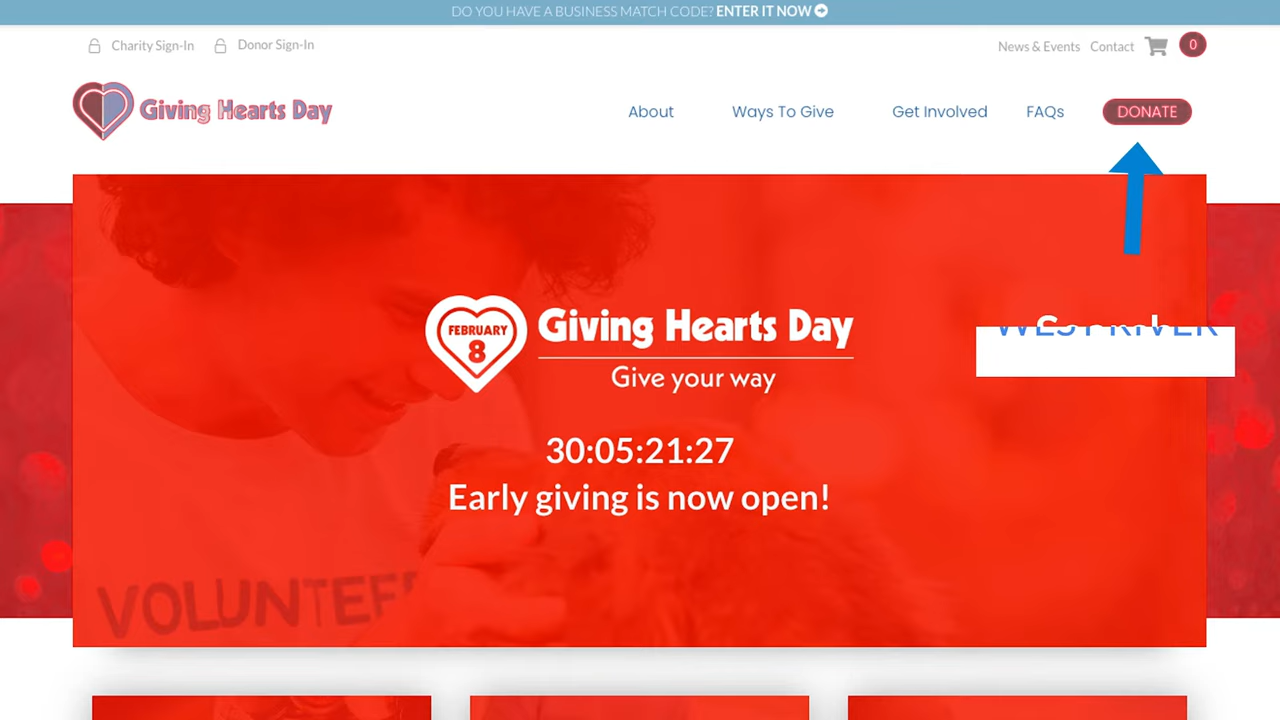 DO YOU HAVE A BUSINESS MATCH CODE? ENTER IT NOW
Charity Sign-In
Donor Sign-In
News & Events
Contact
0
Giving Hearts Day
About
Ways To Give
Get Involved
FAQs
DONATE
FEBRUARY
8
Giving Hearts Day
Give your way
30:05:21:27
Early giving is now open!